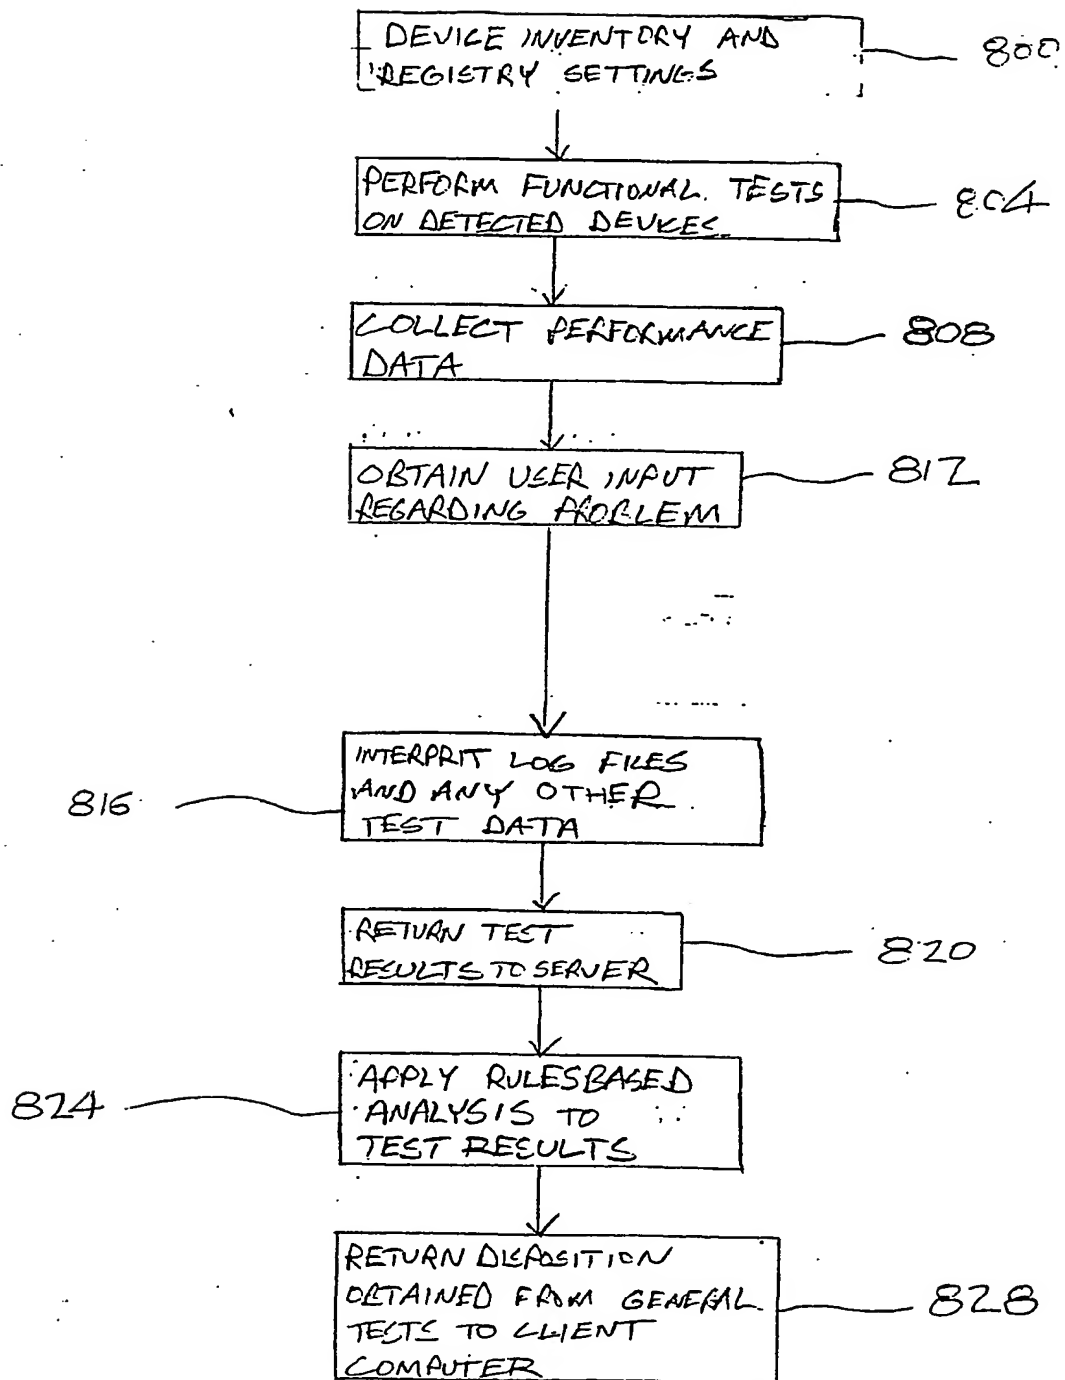 DEVICE INVENTORY AND
REGISTRY SETTINGS
800
PERFORM FUNCTIONAL TESTS
ON DETECTED DEVICES.
804
COLLECT PERFORMANCE
DATA
808
OBTAIN USER INPUT
REGARDING PROBLEM
812
INTERPRIT LOG FILES
AND ANY OTHER
TEST DATA
816
RETURN TEST
RESULTS TO SERVER
820
APPLY RULESBASED
ANALYSIS TO
TEST RESULTS
824
RETURN DISPOSITION
OBTAINED FROM GENERAL
TESTS TO CLIENT
COMPUTER
828